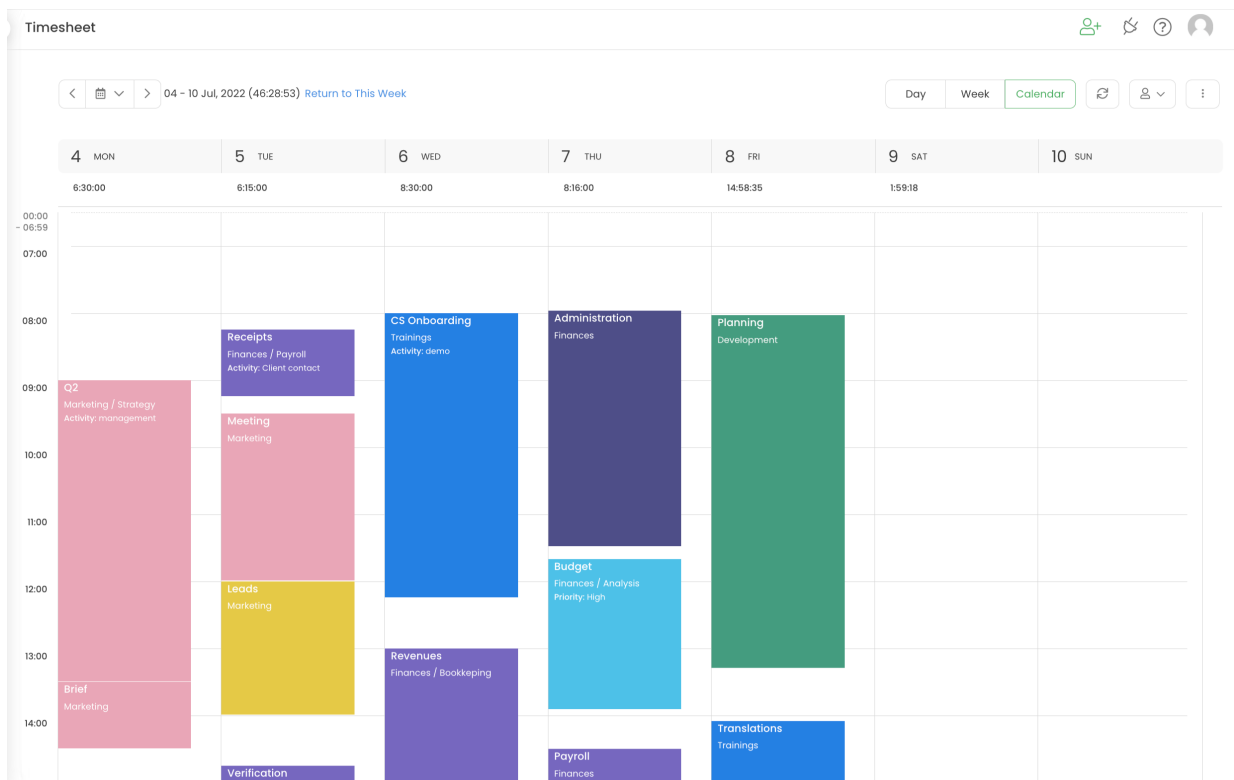 Timesheet
04 - 10 Jul, 2022 (46:28:53) Return to This Week
Day Week Calendar
4 MON 5 TUE 6 WED 7 THU 8 FRI 9 SAT 10 SUN
6:30:00 6:15:00 8:30:00 8:16:00 14:58:35 1:59:18
00:00
- 06:59
07:00
08:00
09:00
10:00
11:00
12:00
13:00
14:00
Q2
Marketing / Strategy
Activity: management
Brief
Marketing
Receipts
Finances / Payroll
Activity: Client contact
Meeting
Marketing
Leads
Marketing
Verification
CS Onboarding
Trainings
Activity: demo
Revenues
Finances / Bookkeping
Administration
Finances
Budget
Finances / Analysis
Priority: High
Payroll
Finances
Planning
Development
Translations
Trainings